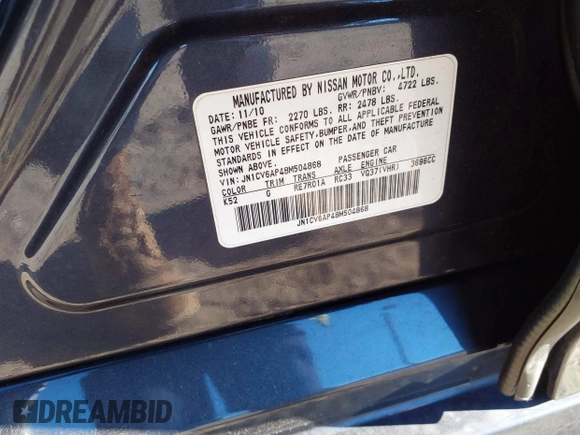 MANUFACTURED BY NISSAN MOTOR CO.,LTD.
DATE: 11/10 GVWR/PNBV: 4722 LBS.
GAWR/PNBE FR: 2270 LBS. RR: 2478 LBS.
THIS VEHICLE CONFORMS TO ALL APPLICABLE FEDERAL
MOTOR VEHICLE SAFETY,BUMPER,AND THEFT PREVENTION
STANDARDS IN EFFECT ON THE DATE OF MANUFACTURE
SHOWN ABOVE.
VIN: JN1CV6AP4BM504868 PASSENGER CAR
COLOR TRIM TRANS AXLE ENGINE
K52 G RE7R01A RC33 VQ37(VHR) 3696CC
JN1CV6AP4BM504868
DREAMBID